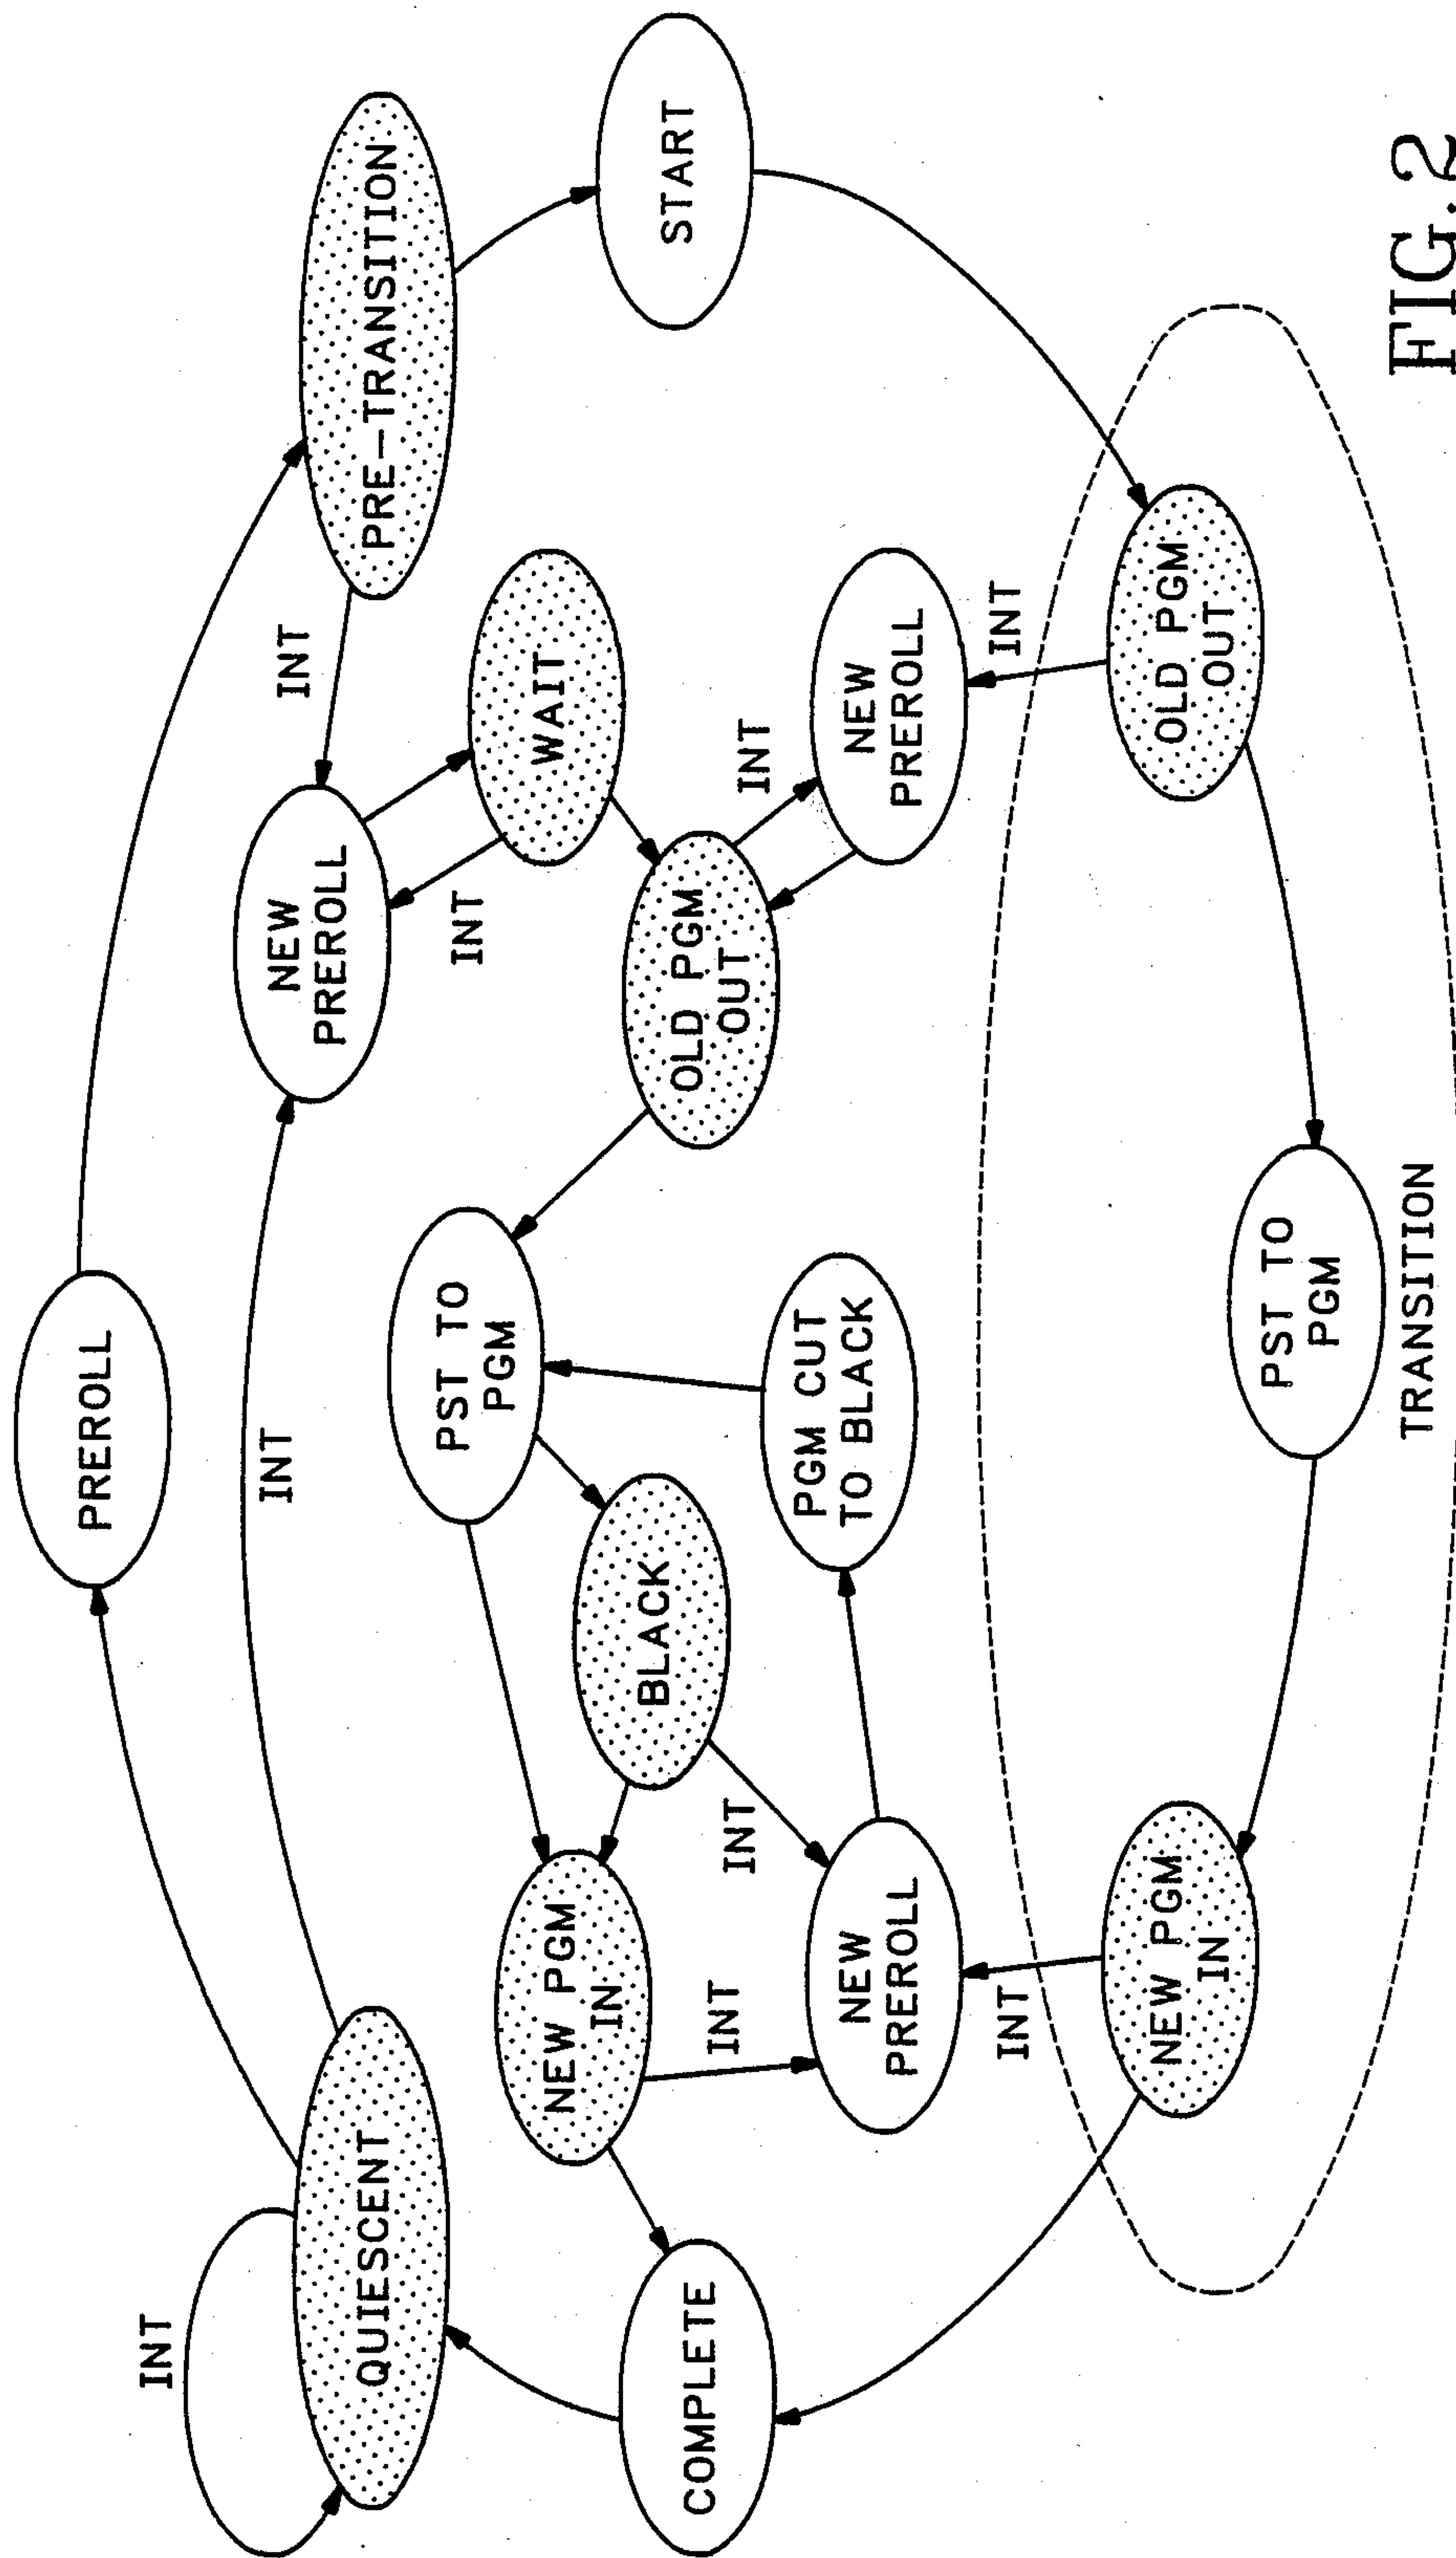 PREROLL
INT
QUIESCENT
INT
NEW
PREROLL
INT
PRE-TRANSITION
INT
PST TO
PGM
WAIT
NEW PGM
IN
BLACK
OLD PGM
OUT
INT
START
COMPLETE
INT
INT
PGM CUT
TO BLACK
NEW
PREROLL
NEW
PREROLL
INT
INT
NEW PGM
IN
OLD PGM
OUT
PST TO
PGM
TRANSITION
FIG.2